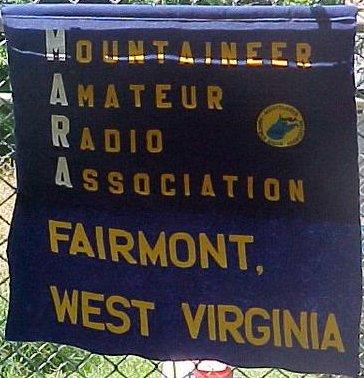 MOUNTAINEER
AMATEUR
RADIO
ASSOCIATION
FAIRMONT,
WEST VIRGINIA